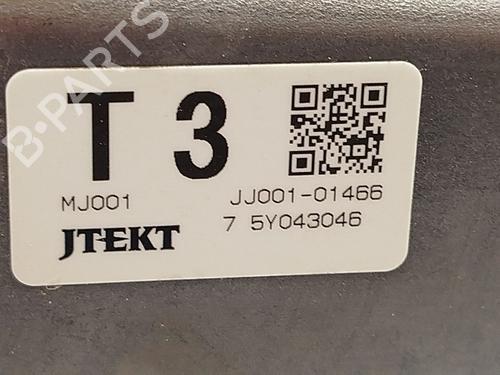 T 3
MJ001 JJ001-01466
JTEKT 7 5Y043046
B-PARTS